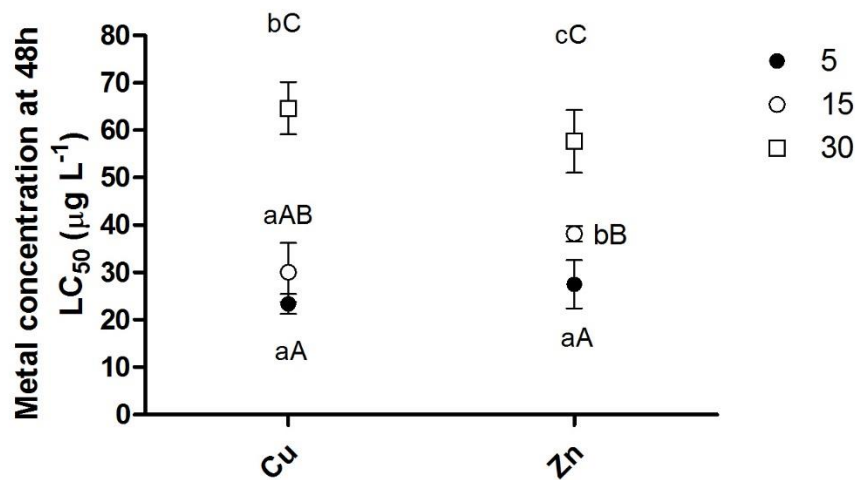 Metal concentration at 48h
LC50 (μg L-1)
80
70
60
50
40
30
20
10
0
bC
cC
aAB
bB
aA
aA
Cu
Zn
5
15
30